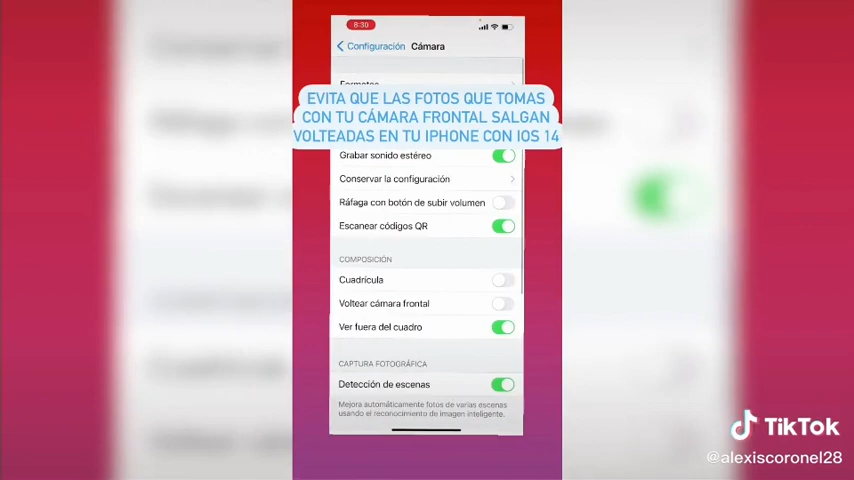 8:30
Configuración
Cámara
EVITA QUE LAS FOTOS QUE TOMAS
CON TU CÁMARA FRONTAL SALGAN
VOLTEADAS EN TU IPHONE CON IOS 14
Grabar sonido estéreo
Conservar la configuración
Ráfaga con botón de subir volumen
Escanear códigos QR
COMPOSICIÓN
Cuadrícula
Voltear cámara frontal
Ver fuera del cuadro
CAPTURA FOTOGRÁFICA
Detección de escenas
Mejora automáticamente fotos de varias escenas
usando el reconocimiento de imagen inteligente.
TikTok
@alexiscoronel28